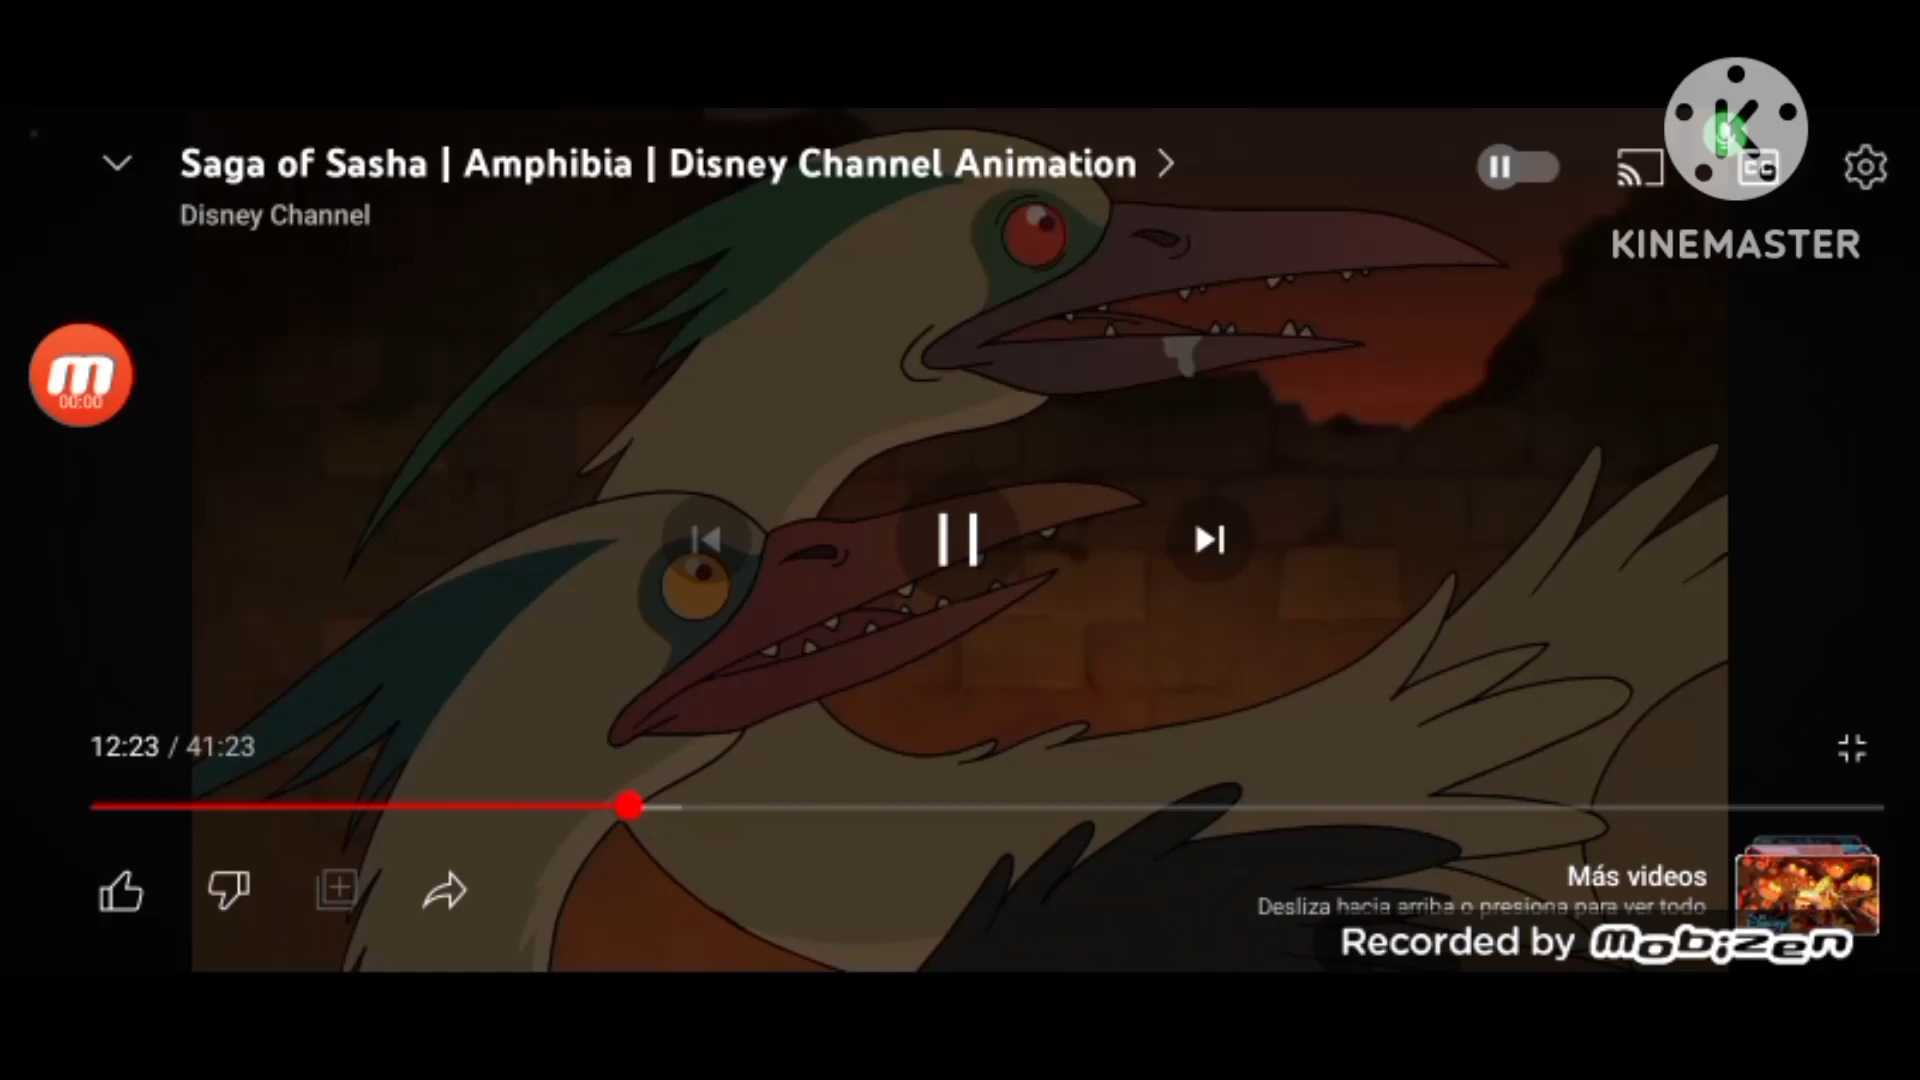 Saga of Sasha | Amphibia | Disney Channel Animation
Disney Channel
CC
K
KINEMASTER
m
00:00
12:23 / 41:23
Más videos
Desliza hacia arriba o presiona para ver todo
Recorded by mobizen